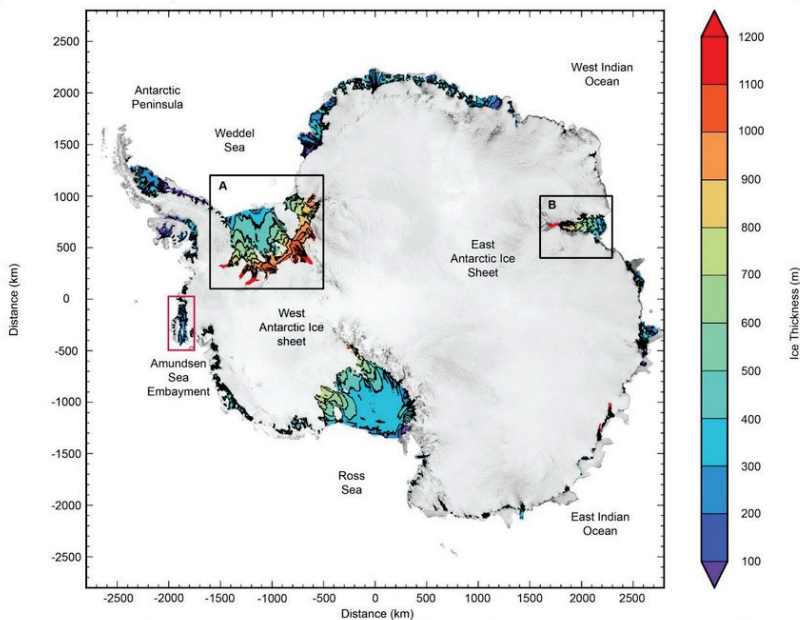 2500
2000
1500
1000
500
0
-500
-1000
-1500
-2000
-2500
Distance (km)
-2500 -2000 -1500 -1000 -500 0 500 1000 1500 2000 2500
Distance (km)
Antarctic
Peninsula
Weddel
Sea
West Indian
Ocean
A
B
East
Antarctic Ice
Sheet
West
Antarctic Ice
sheet
Amundsen
Sea
Embayment
Ross
Sea
East Indian
Ocean
1200
1100
1000
900
800
700
600
500
400
300
200
100
Ice Thickness (m)